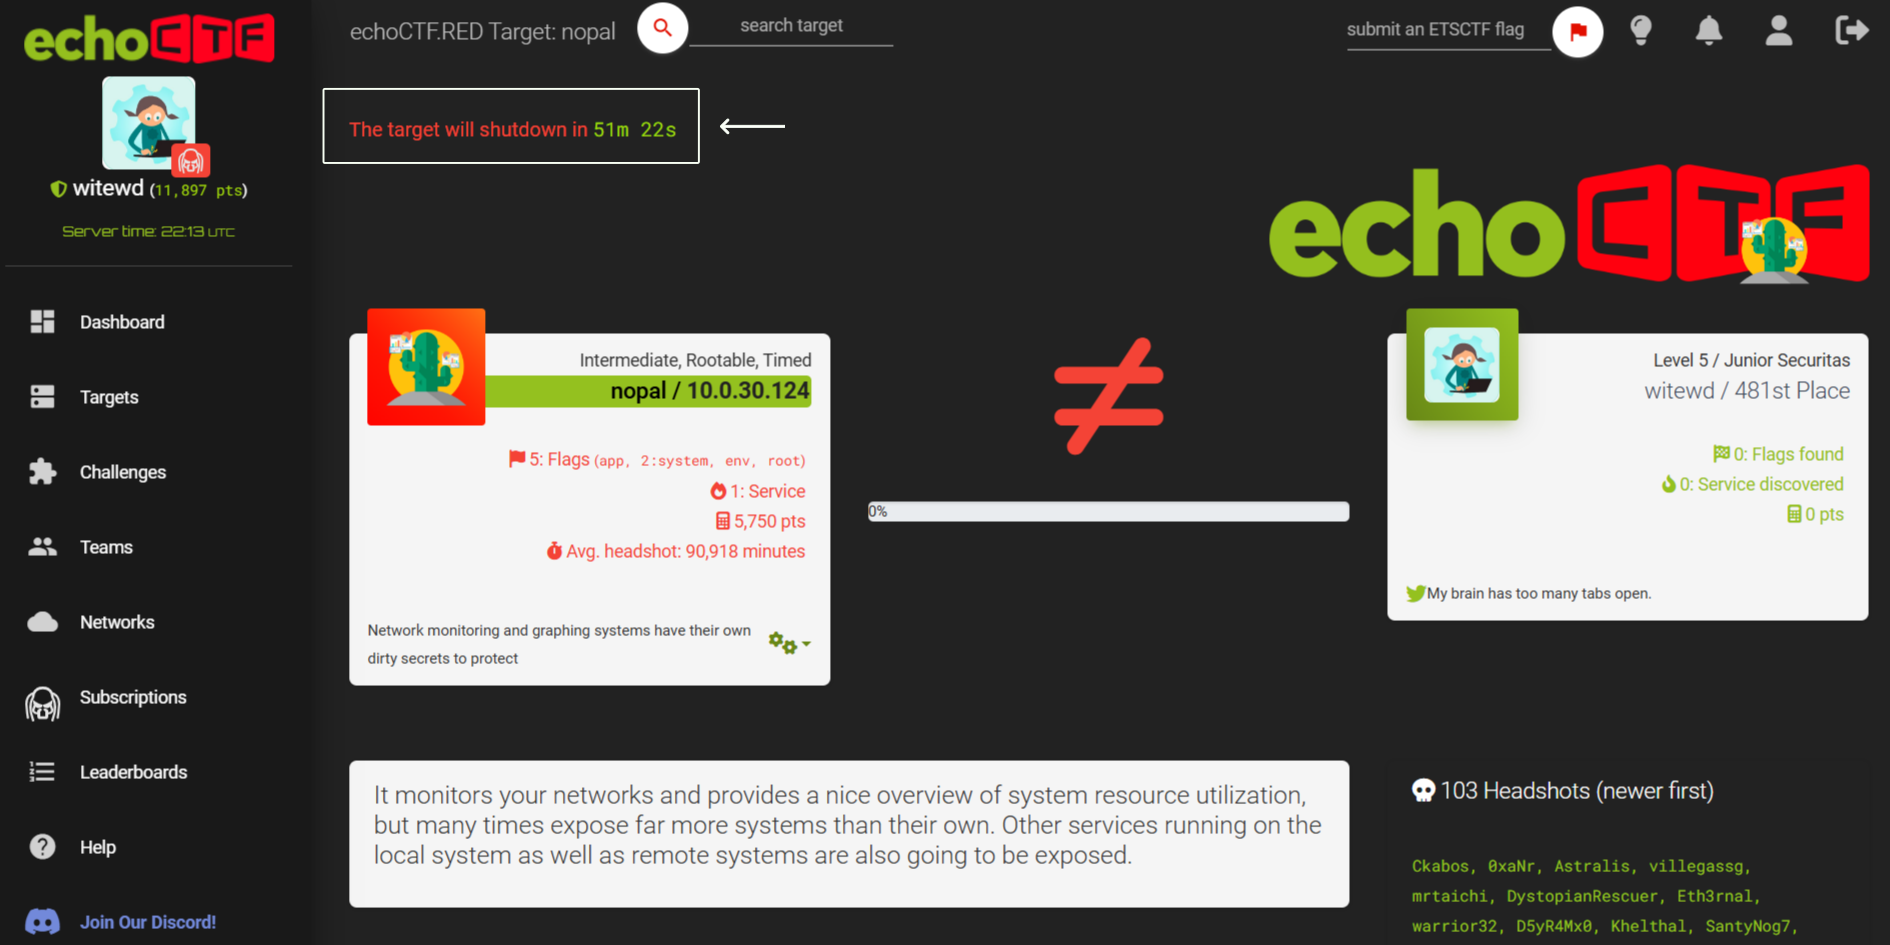 echoCTF
witewd (11,897 pts)
Server time: 22:13 UTC
Dashboard
Targets
Challenges
Teams
Networks
Subscriptions
Leaderboards
Help
Join Our Discord!
echoCTF.RED Target: nopal
search target
submit an ETSCTF flag
The target will shutdown in 51m 22s
echoCTF
Intermediate, Rootable, Timed
nopal / 10.0.30.124
5: Flags (app, 2:system, env, root)
1: Service
5,750 pts
Avg. headshot: 90,918 minutes
Network monitoring and graphing systems have their own
dirty secrets to protect
0%
Level 5 / Junior Securitas
witewd / 481st Place
0: Flags found
0: Service discovered
0 pts
My brain has too many tabs open.
It monitors your networks and provides a nice overview of system resource utilization,
but many times expose far more systems than their own. Other services running on the
local system as well as remote systems are also going to be exposed.
103 Headshots (newer first)
Ckabos, 0xaNr, Astralis, villegassg,
mrtaichi, DystopianRescuer, Eth3rnal,
warrior32, D5yR4Mx0, Khelthal, SantyNog7,